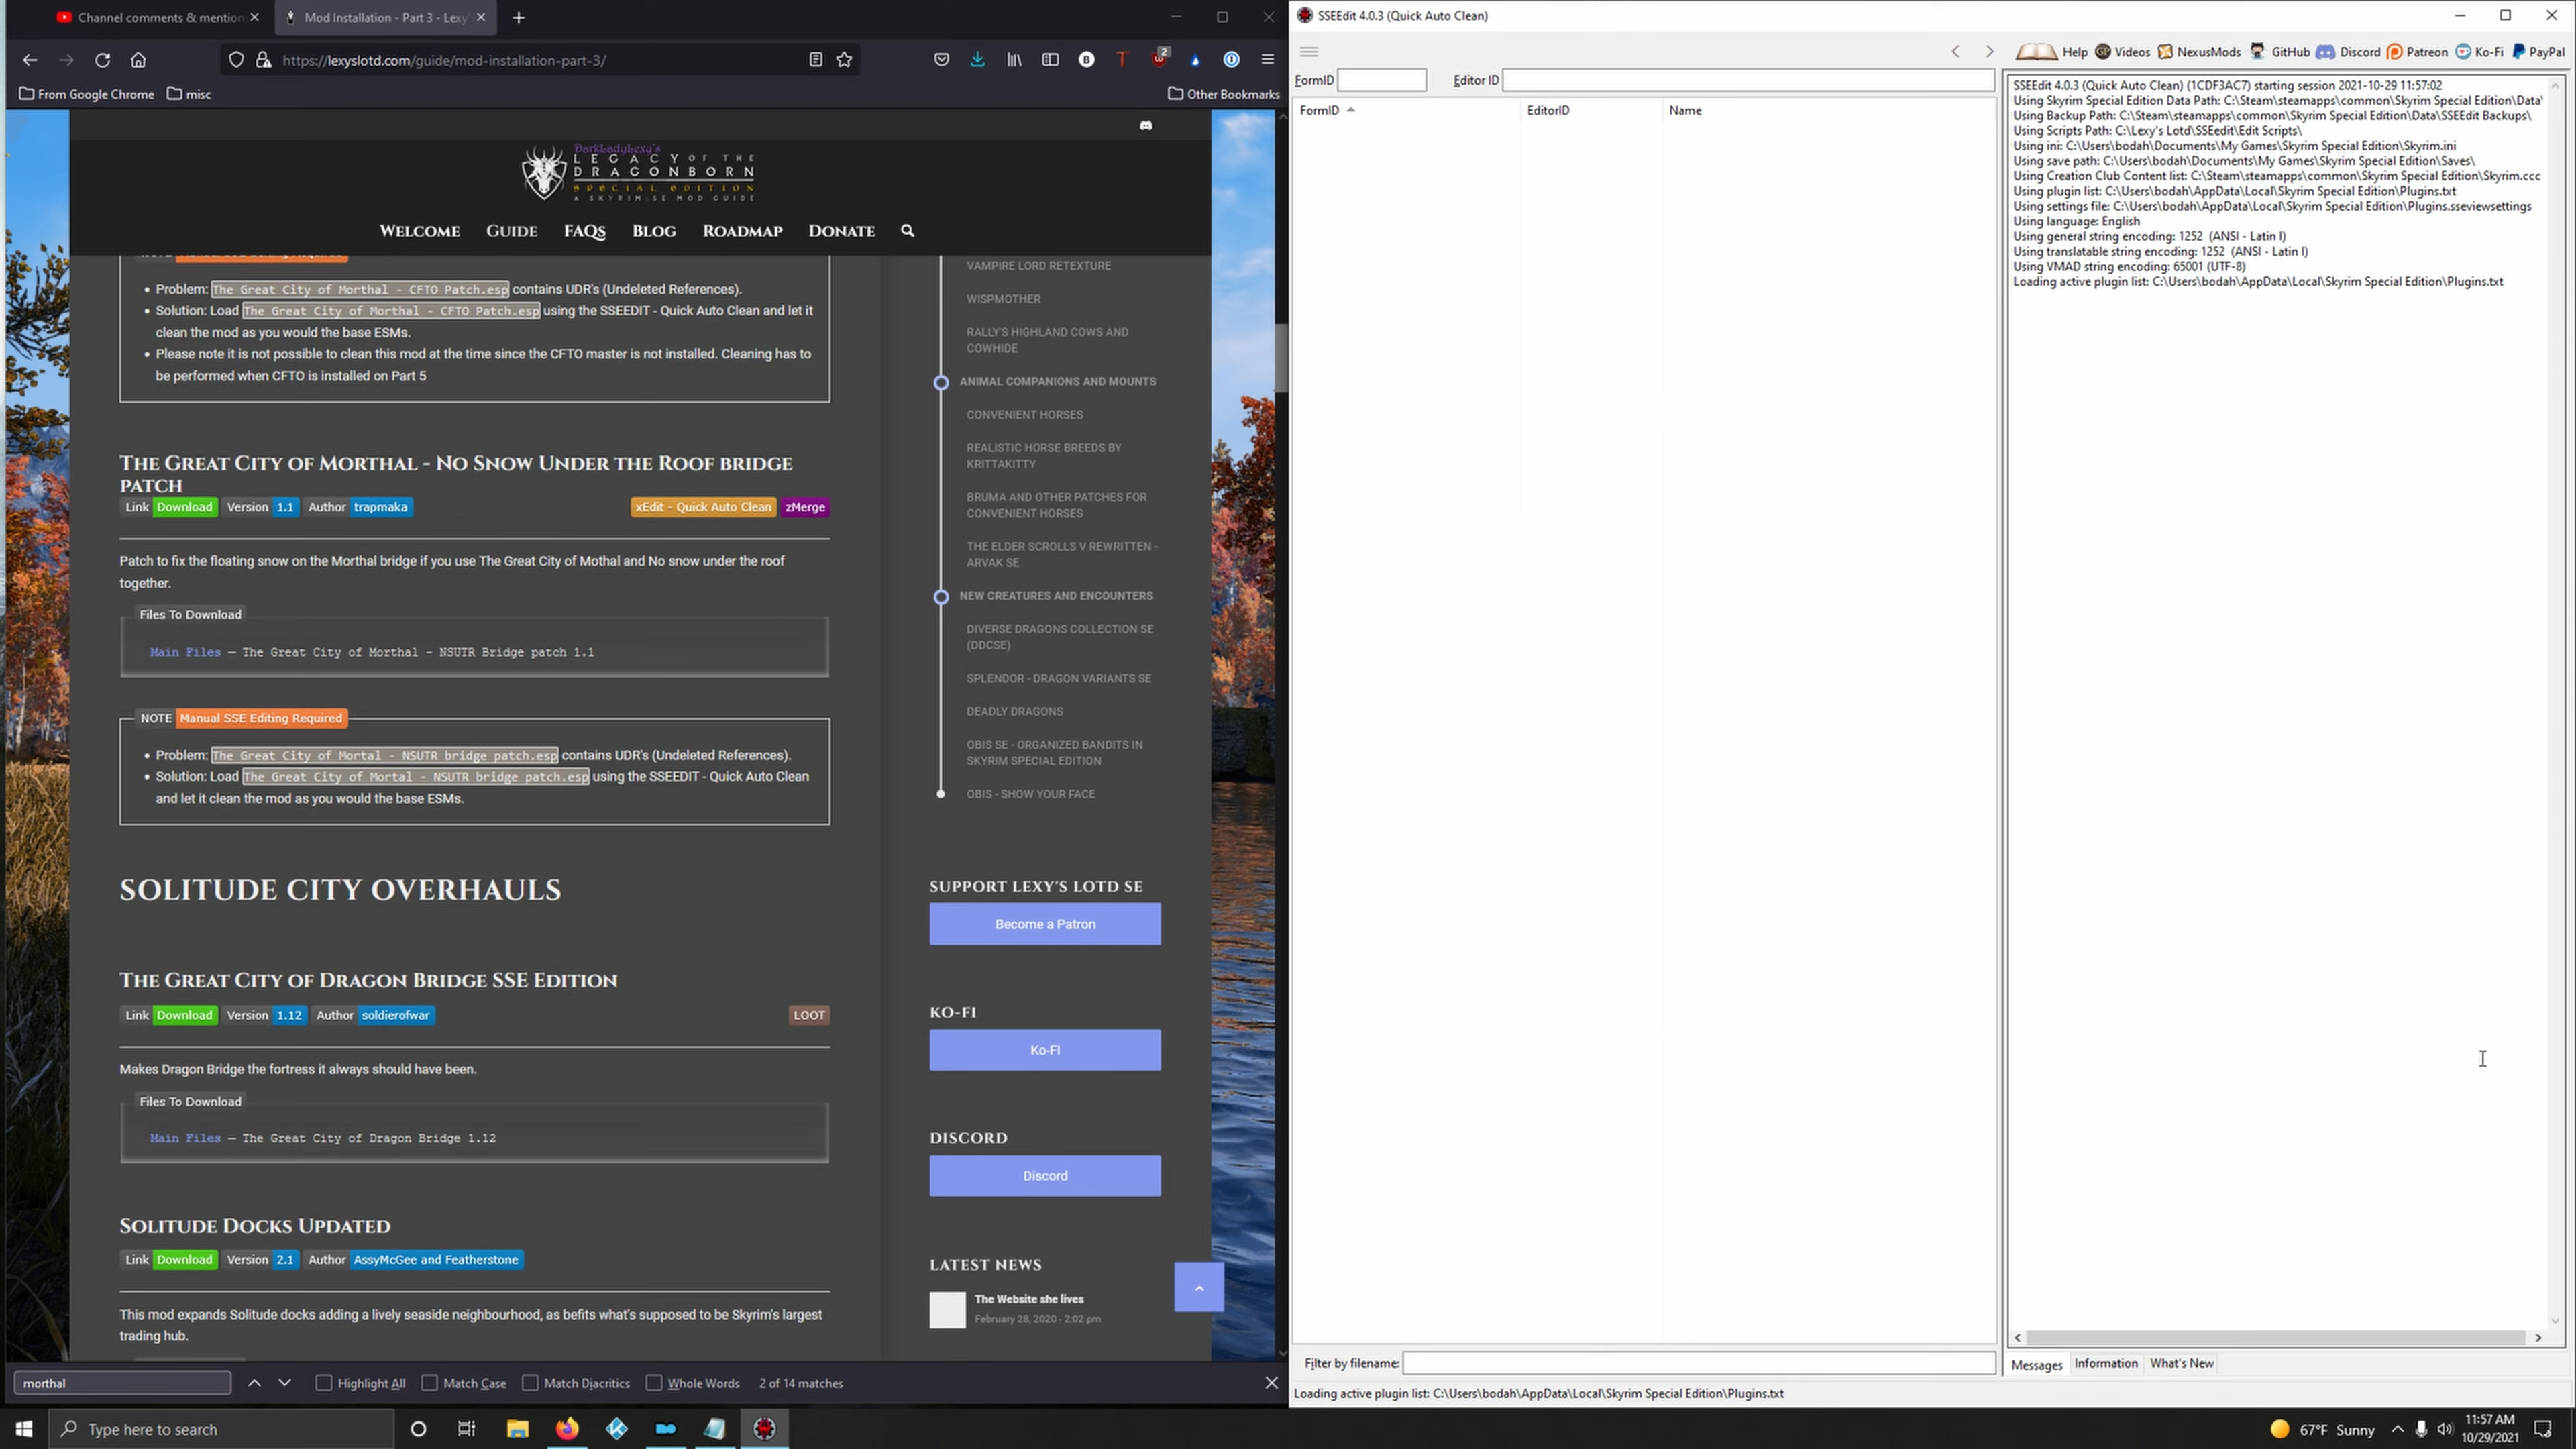 Channel comments & mention
Mod Installation - Part 3 - Lexy'
https://lexyslotd.com/guide/mod-installation-part-3/
2
From Google Chrome
misc
Other Bookmarks
DarkLadyLexy's
LEGACY OF THE
DRAGONBORN
SPECIAL EDITION
A SKYRIM:SE MOD GUIDE
WELCOME
GUIDE
FAQS
BLOG
ROADMAP
DONATE
Problem: The Great City of Morthal - CFTO Patch.esp contains UDR's (Undeleted References).
Solution: Load The Great City of Morthal - CFTO Patch.esp using the SSEEDIT - Quick Auto Clean and let it
clean the mod as you would the base ESMs.
Please note it is not possible to clean this mod at the time since the CFTO master is not installed. Cleaning has to
be performed when CFTO is installed on Part 5
THE GREAT CITY OF MORTHAL - NO SNOW UNDER THE ROOF BRIDGE
PATCH
Link Download Version 1.1 Author trapmaka
xEdit - Quick Auto Clean zMerge
Patch to fix the floating snow on the Morthal bridge if you use The Great City of Mothal and No snow under the roof
together.
Files To Download
Main Files – The Great City of Morthal - NSUTR Bridge patch 1.1
NOTE Manual SSE Editing Required
Problem: The Great City of Mortal - NSUTR bridge patch.esp contains UDR's (Undeleted References).
Solution: Load The Great City of Mortal - NSUTR bridge patch.esp using the SSEEDIT - Quick Auto Clean
and let it clean the mod as you would the base ESMs.
SOLITUDE CITY OVERHAULS
THE GREAT CITY OF DRAGON BRIDGE SSE EDITION
Link Download Version 1.12 Author soldierofwar
LOOT
Makes Dragon Bridge the fortress it always should have been.
Files To Download
Main Files – The Great City of Dragon Bridge 1.12
SOLITUDE DOCKS UPDATED
Link Download Version 2.1 Author AssyMcGee and Featherstone
This mod expands Solitude docks adding a lively seaside neighbourhood, as befits what's supposed to be Skyrim's largest
trading hub.
VAMPIRE LORD RETEXTURE
WISPMOTHER
RALLY'S HIGHLAND COWS AND
COWHIDE
ANIMAL COMPANIONS AND MOUNTS
CONVENIENT HORSES
REALISTIC HORSE BREEDS BY
KRITTAKITTY
BRUMA AND OTHER PATCHES FOR
CONVENIENT HORSES
THE ELDER SCROLLS V REWRITTEN -
ARVAK SE
NEW CREATURES AND ENCOUNTERS
DIVERSE DRAGONS COLLECTION SE
(DDCSE)
SPLENDOR - DRAGON VARIANTS SE
DEADLY DRAGONS
OBIS SE - ORGANIZED BANDITS IN
SKYRIM SPECIAL EDITION
OBIS - SHOW YOUR FACE
SUPPORT LEXY'S LOTD SE
Become a Patron
KO-FI
Ko-FI
DISCORD
Discord
LATEST NEWS
The Website she lives
February 28, 2020 - 2:02 pm
morthal
Highlight All
Match Case
Match Diacritics
Whole Words
2 of 14 matches
SSEEdit 4.0.3 (Quick Auto Clean)
Help
Videos
NexusMods
GitHub
Discord
Patreon
Ko-Fi
PayPal
FormID
Editor ID
FormID
EditorID
Name
SSEEdit 4.0.3 (Quick Auto Clean) (1CDF3AC7) starting session 2021-10-29 11:57:02
Using Skyrim Special Edition Data Path: C:\Steam\steamapps\common\Skyrim Special Edition\Data\
Using Backup Path: C:\Steam\steamapps\common\Skyrim Special Edition\Data\SSEEdit Backups\
Using Scripts Path: C:\Lexy's Lotd\SSEedit\Edit Scripts\
Using ini: C:\Users\bodah\Documents\My Games\Skyrim Special Edition\Skyrim.ini
Using save path: C:\Users\bodah\Documents\My Games\Skyrim Special Edition\Saves\
Using Creation Club Content list: C:\Steam\steamapps\common\Skyrim Special Edition\Skyrim.ccc
Using plugin list: C:\Users\bodah\AppData\Local\Skyrim Special Edition\Plugins.txt
Using settings file: C:\Users\bodah\AppData\Local\Skyrim Special Edition\Plugins.sseviewsettings
Using language: English
Using general string encoding: 1252 (ANSI - Latin I)
Using translatable string encoding: 1252 (ANSI - Latin I)
Using VMAD string encoding: 65001 (UTF-8)
Loading active plugin list: C:\Users\bodah\AppData\Local\Skyrim Special Edition\Plugins.txt
Filter by filename:
Messages
Information
What's New
Loading active plugin list: C:\Users\bodah\AppData\Local\Skyrim Special Edition\Plugins.txt
Type here to search
67°F Sunny
11:57 AM
10/29/2021